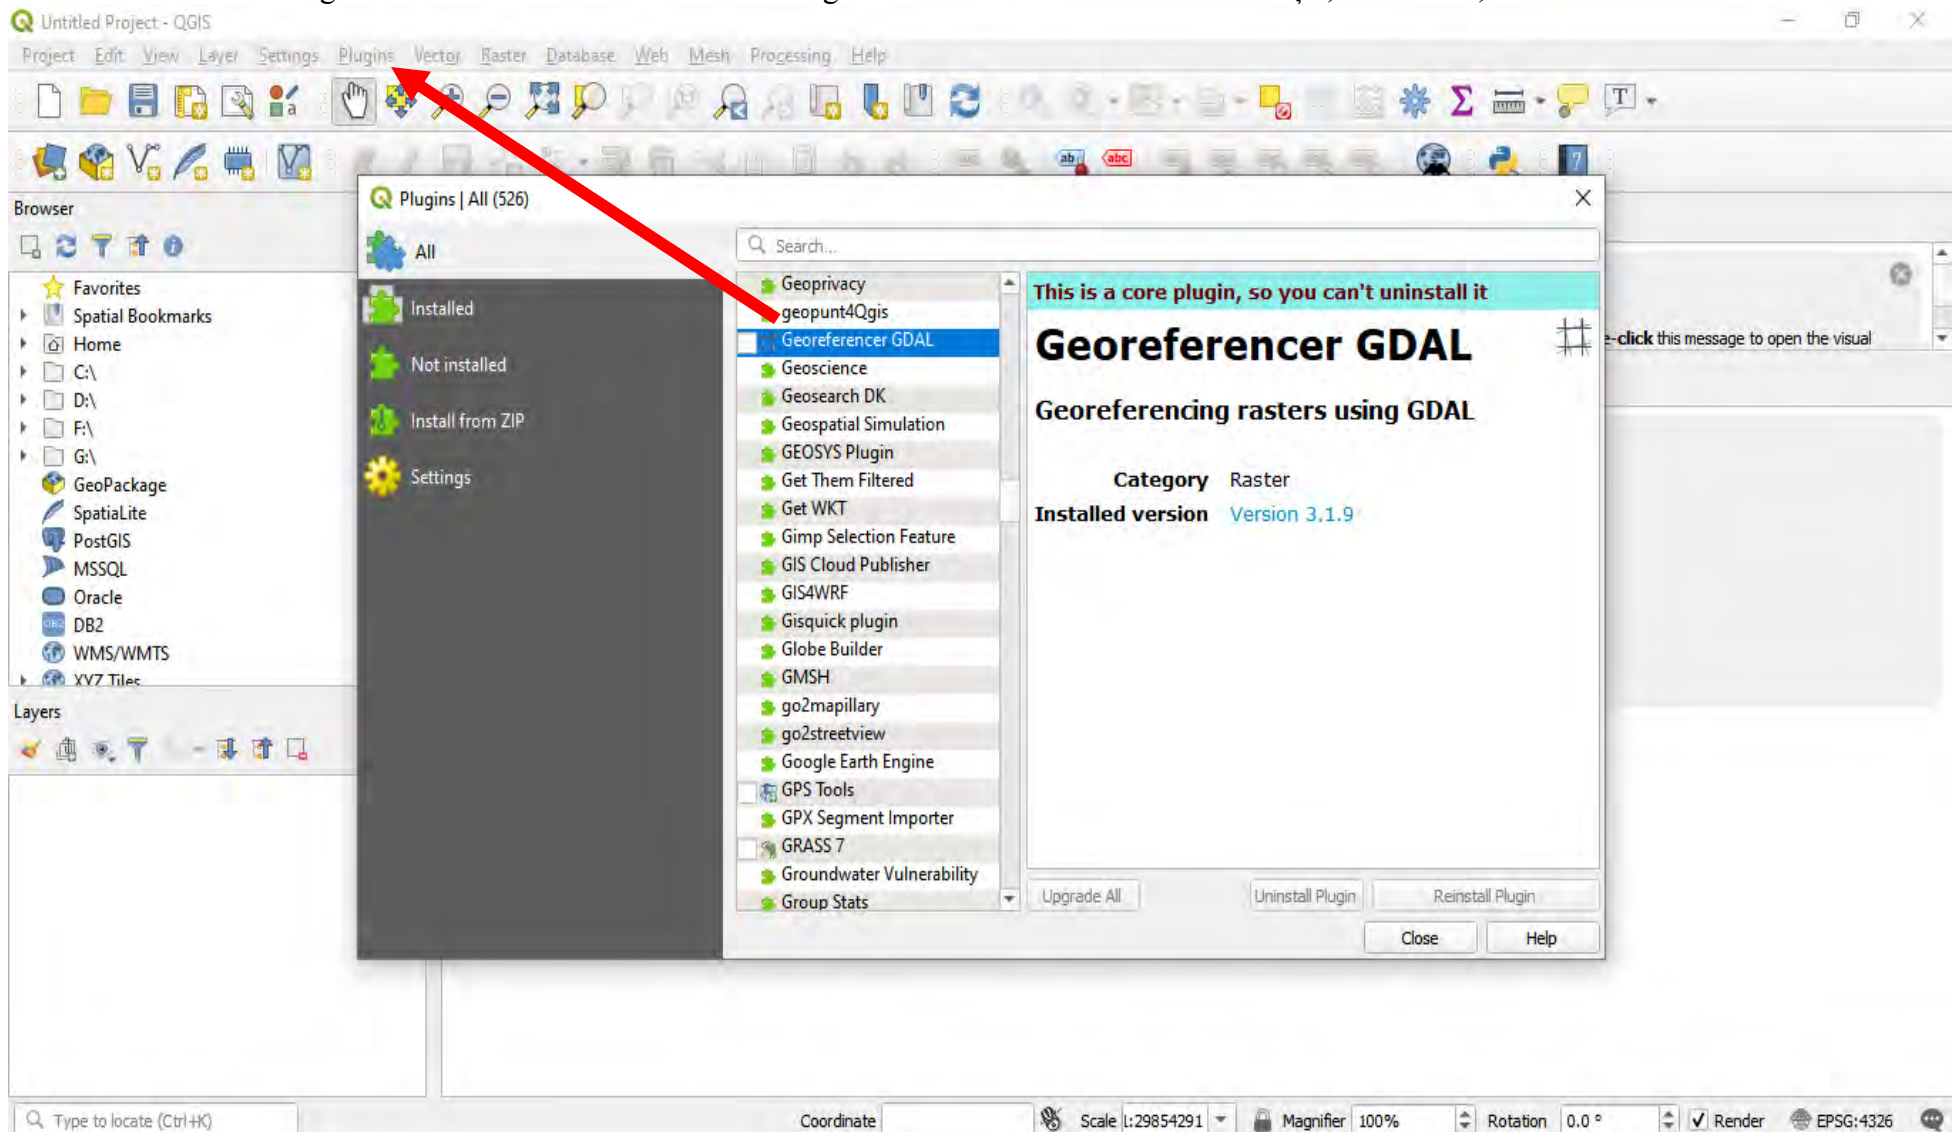 Untitled Project - QGIS
Project Edit View Layer Settings Plugins Vector Raster Database Web Mesh Processing Help
Browser
Favorites
Spatial Bookmarks
Home
C:\
D:\
F:\
G:\
GeoPackage
SpatiaLite
PostGIS
MSSQL
Oracle
DB2
WMS/WMTS
XYZ Tiles
Layers
Plugins | All (526)
All
Installed
Not installed
Install from ZIP
Settings
Search...
Geoprivacy
geopunt4Qgis
Georeferencer GDAL
Geoscience
Geosearch DK
Geospatial Simulation
GEOSYS Plugin
Get Them Filtered
Get WKT
Gimp Selection Feature
GIS Cloud Publisher
GIS4WRF
Gisquick plugin
Globe Builder
GMSH
go2mapillary
go2streetview
Google Earth Engine
GPS Tools
GPX Segment Importer
GRASS 7
Groundwater Vulnerability
Group Stats
This is a core plugin, so you can't uninstall it
Georeferencer GDAL
Georeferencing rasters using GDAL
Category Raster
Installed version Version 3.1.9
Upgrade All Uninstall Plugin Reinstall Plugin
Close Help
-click this message to open the visual
Type to locate (Ctrl+K) Coordinate Scale 1:29854291 Magnifier 100% Rotation 0.0 ° Render EPSG:4326